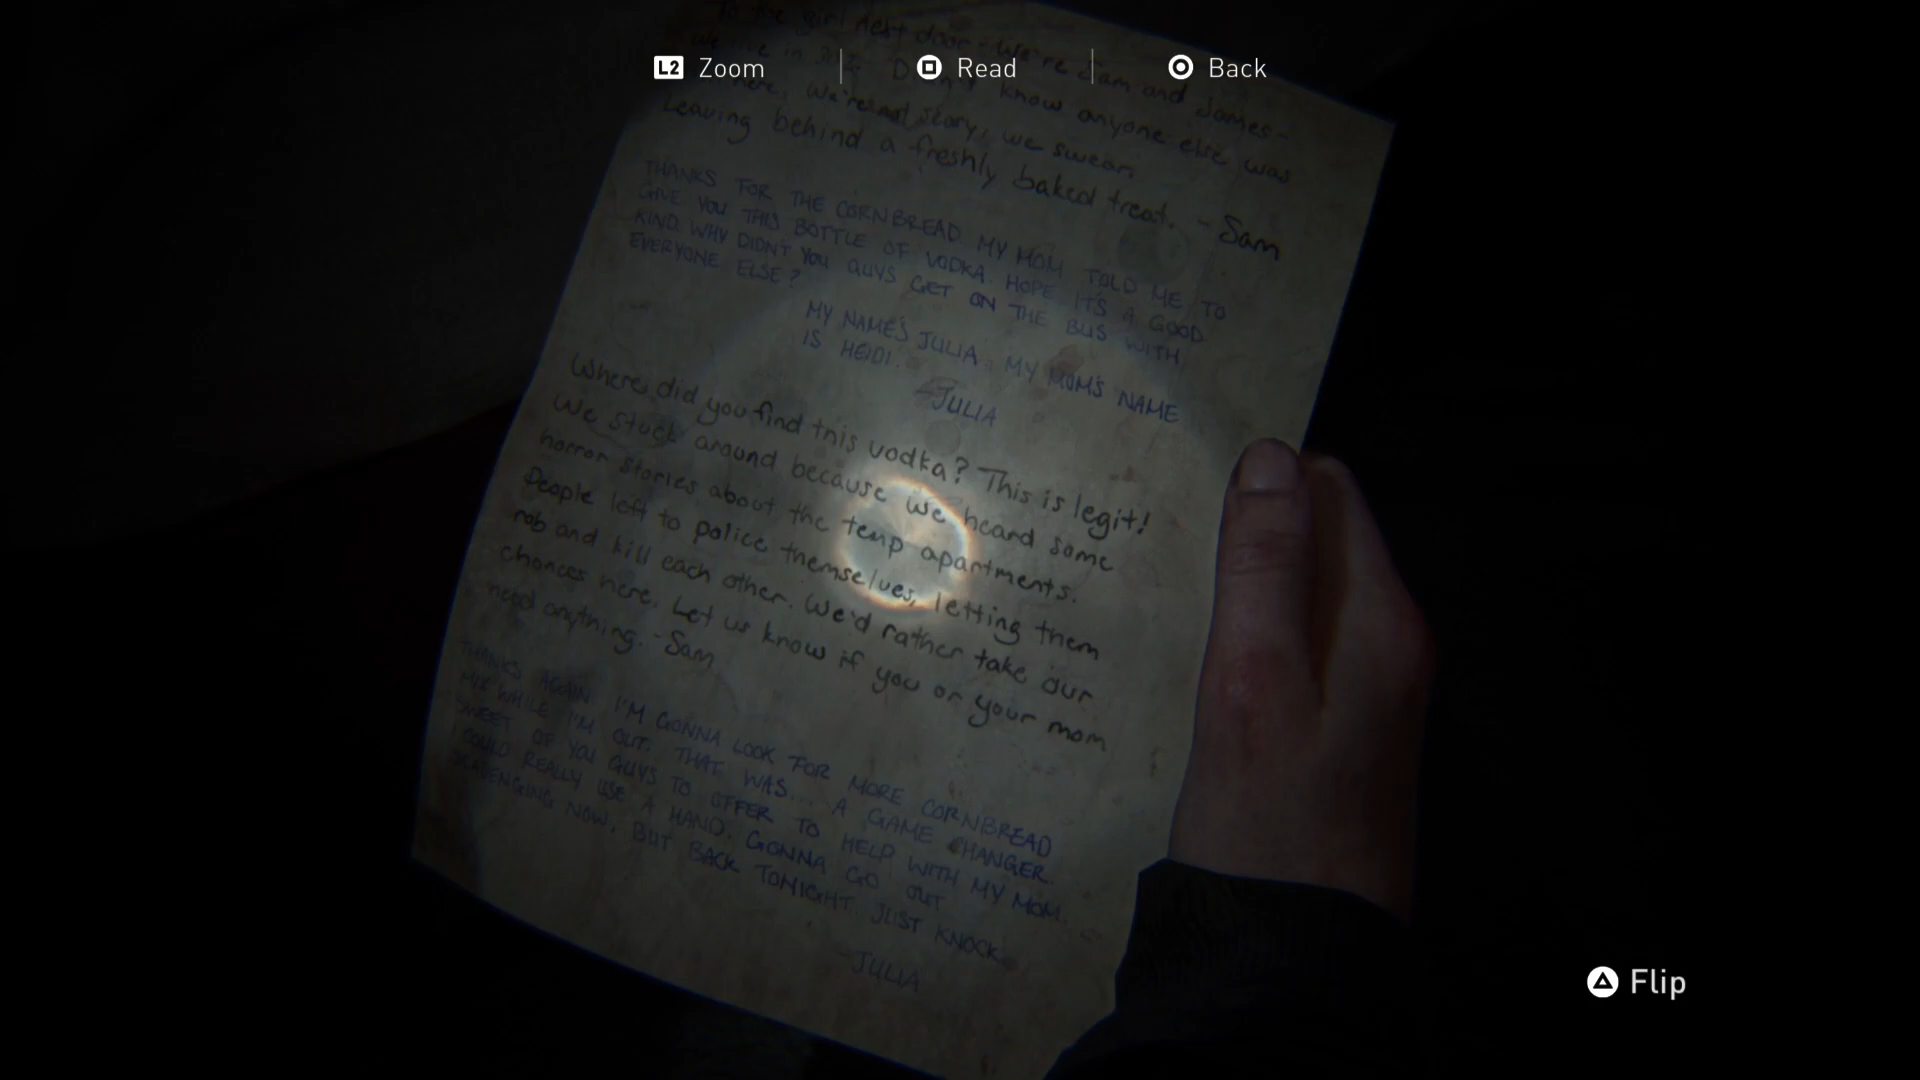 L2 Zoom
Read
Back
To the girl next door - We're Sam and James -
We live in 312. Didn't know anyone else was
here. We're not scary, we swear.
Leaving behind a freshly baked treat. - Sam
THANKS FOR THE CORNBREAD. MY MOM TOLD ME TO
GIVE YOU THIS BOTTLE OF VODKA. HOPE IT'S A GOOD
KIND. WHY DIDN'T YOU GUYS GET ON THE BUS WITH
EVERYONE ELSE?
MY NAME'S JULIA. MY MOM'S NAME
IS HEIDI.
-JULIA
Where did you find this vodka? This is legit!
We stuck around because we heard some
horror stories about the temp apartments.
People left to police themselves, letting them
rob and kill each other. We'd rather take our
chances here. Let us know if you or your mom
need anything. -Sam
THANKS AGAIN. I'M GONNA LOOK FOR MORE CORNBREAD
MIX WHILE I'M OUT. THAT WAS... A GAME CHANGER.
SWEET OF YOU GUYS TO OFFER TO HELP WITH MY MOM.
I COULD REALLY USE A HAND. GONNA GO OUT
SCAVENGING NOW, BUT BACK TONIGHT. JUST KNOCK.
-JULIA
Flip